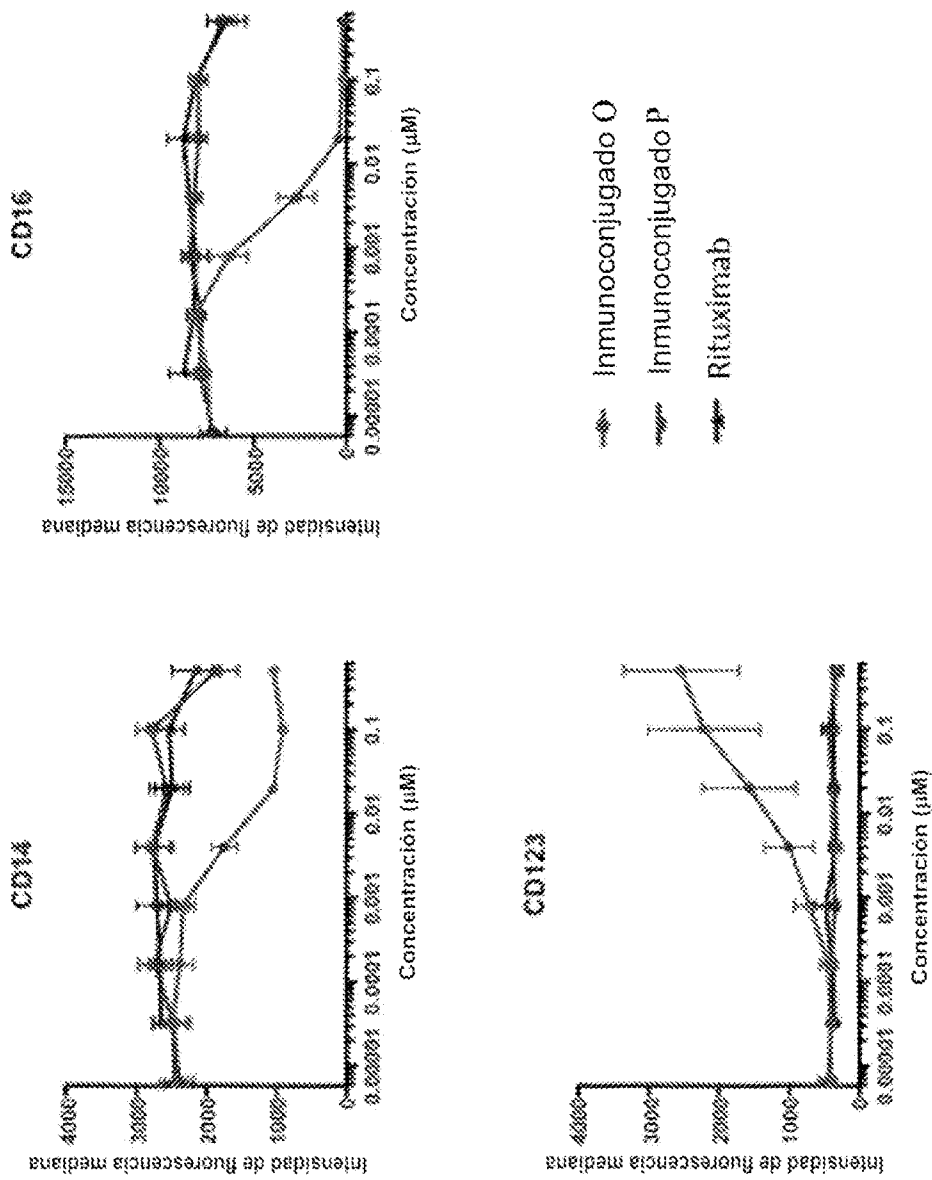 CD14
Intensidad de fluorescencia mediana
4000
3000
2000
1000
0
0.00001 0.0001 0.001 0.01 0.1
Concentración (µM)
CD16
Intensidad de fluorescencia mediana
15000
10000
5000
0
0.00001 0.0001 0.001 0.01 0.1
Concentración (µM)
CD123
Intensidad de fluorescencia mediana
4000
3000
2000
1000
0
0.00001 0.0001 0.001 0.01 0.1
Concentración (µM)
Inmunoconjugado O
Inmunoconjugado P
Rituximab